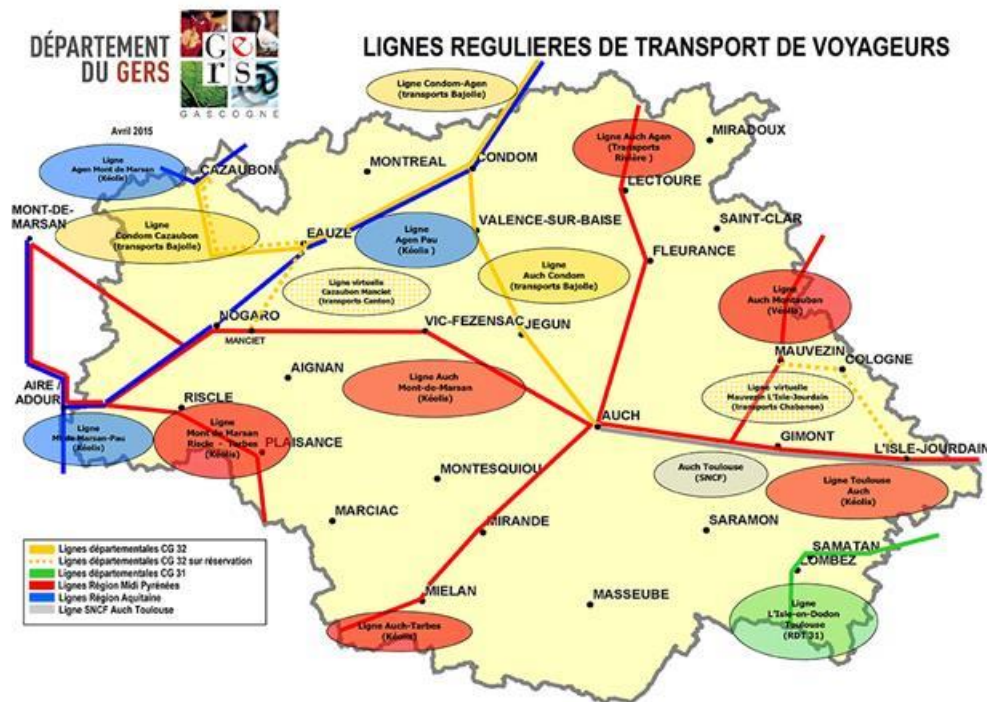 DÉPARTEMENT
DU GERS
Gers
GASCOGNE
LIGNES REGULIERES DE TRANSPORT DE VOYAGEURS
Avril 2015
Ligne Condom-Agen
(transports Bajolle)
Ligne Auch Agen
(Transports
Rivière )
MIRADOUX
Ligne
Agen Mont de Marsan
(Kéolis)
CAZAUBON
MONTREAL
CONDOM
LECTOURE
MONT-DE-
MARSAN
Ligne
Condom Cazaubon
(transports Bajolle)
EAUZE
Ligne
Agen Pau
(Kéolis )
VALENCE-SUR-BAISE
SAINT-CLAR
FLEURANCE
Ligne
Auch Condom
(transports Bajolle)
Ligne virtuelle
Cazaubon Manciet
(transports Canton)
Ligne
Auch Montauban
(Véolia)
NOGARO
MANCIET
VIC-FEZENSAC
JEGUN
MAUVEZIN
COLOGNE
AIGNAN
Ligne Auch
Mont-de-Marsan
(Kéolis)
Ligne virtuelle
Mauvezin L'Isle-Jourdain
(transports Chabanon)
AIRE /
ADOUR
RISCLE
AUCH
Ligne
Mt-de-Marsan-Pau
(Kéolis)
Ligne
Mont de Marsan
Riscle - Tarbes
(Kéolis)
PLAISANCE
GIMONT
L'ISLE-JOURDAIN
MONTESQUIOU
Auch Toulouse
(SNCF)
Ligne Toulouse
Auch
(Kéolis)
MARCIAC
MIRANDE
SARAMON
Lignes départementales CG 32
Lignes départementales CG 32 sur réservation
Lignes départementales CG 31
Lignes Région Midi Pyrénées
Lignes Région Aquitaine
Ligne SNCF Auch Toulouse
SAMATAN
LOMBEZ
MIELAN
MASSEUBE
Ligne
L'Isle-en-Dodon
Toulouse
(RDT 31)
Ligne Auch-Tarbes
(Kéolis)